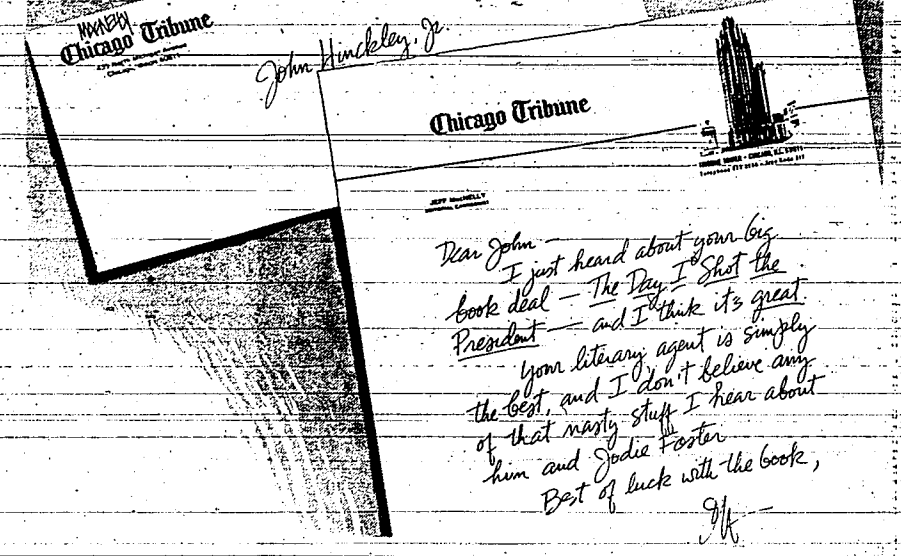 MACNELLY
Chicago Tribune
John Hinckley, Jr.
Chicago Tribune
JEFF MacNELLY
Dear John —
I just heard about your big
book deal — The Day I Shot the
President — and I think it's great
Your literary agent is simply
the best, and I don't believe any
of that nasty stuff I hear about
him and Jodie Foster
Best of luck with the book,